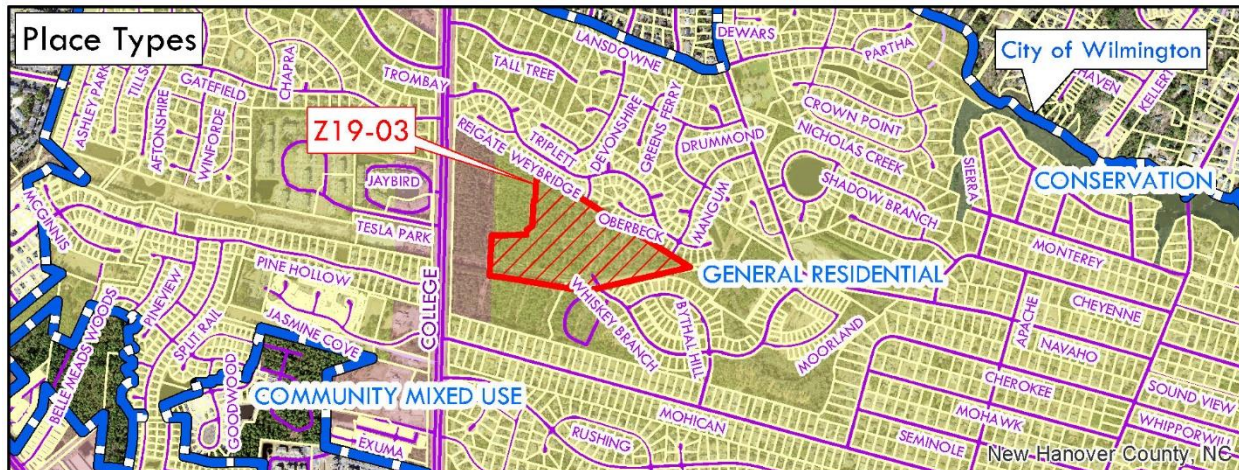 Place Types
City of Wilmington
Z19-03
ASHLEY PARK
GATEFIELD
AFTONSHIRE
WINFORDE
CHAPRA
TROMBAY
TALL TREE
LANSDOWNE
DEWARS
PARTHA
KELLERY
CROWN POINT
NICHOLAS CREEK
SHADOW BRANCH
DRUMMOND
GREENS FERRY
DEVONSHIRE
TRIPLETT
REIGATE
WEYBRIDGE
OBERBECK
MANGUM
SIERRA
CONSERVATION
JAYBIRD
TESLA PARK
MCGINNIS
PINE HOLLOW
PINEVIEW
SPLIT RAIL
JASMINE COVE
BELLE MEADS WOODS
GOODWOOD
COLLEGE
COMMUNITY MIXED USE
EXUMA
GENERAL RESIDENTIAL
WHISKEY BRANCH
BYTHAL HILL
MOORLAND
MOHICAN
RUSHING
MONTEREY
CHEYENNE
APACHE
NAVAHO
CHEROKEE
MOHAWK
SEMINOLE
SOUND VIEW
WHIPPORWILL
New Hanover County, NC